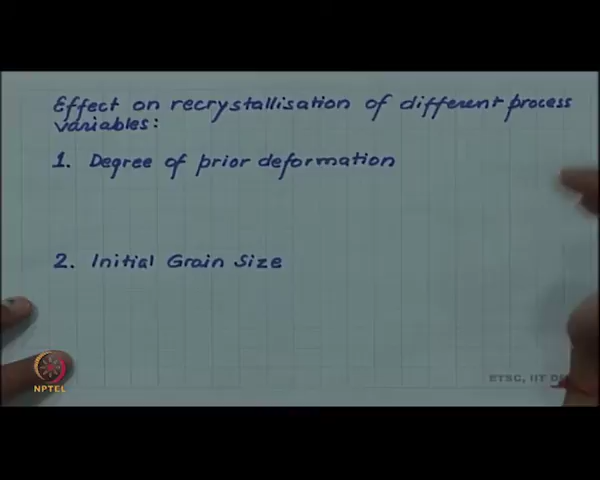 Effect on recrystallisation of different process
variables:
1. Degree of prior deformation
2. Initial Grain Size
NPTEL
ETSC, IIT